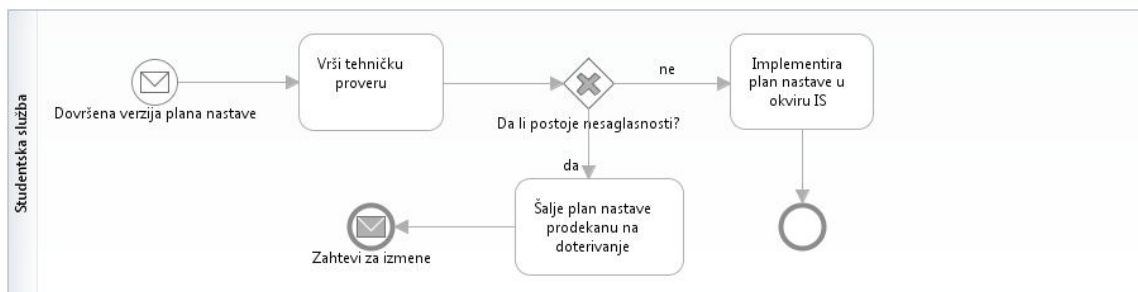 Studentska služba
Dovršena verzija plana nastave
Vrši tehničku
proveru
Da li postoje nesaglasnosti?
ne
Implementira
plan nastave u
okviru IS
da
Šalje plan nastave
prodekanu na
doterivanje
Zahtevi za izmene